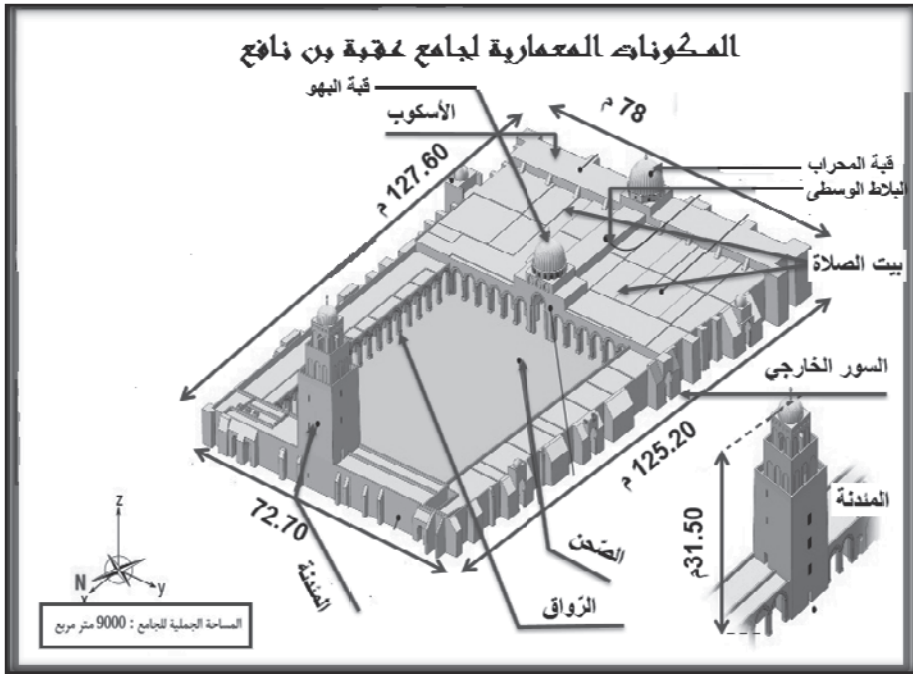 المكونات المعمارية لجامع عقبة بن نافع
قبة البهو
78 م
الأسكوب
127.60 م
قبة المحراب
البلاط الوسطى
بيت الصلاة
السور الخارجي
125.20 م
المئذنة
31.50م
72.70
الصّحن
المئذنة
الرّواق
z
N
x
y
المساحة الجملية للجامع : 9000 متر مربع